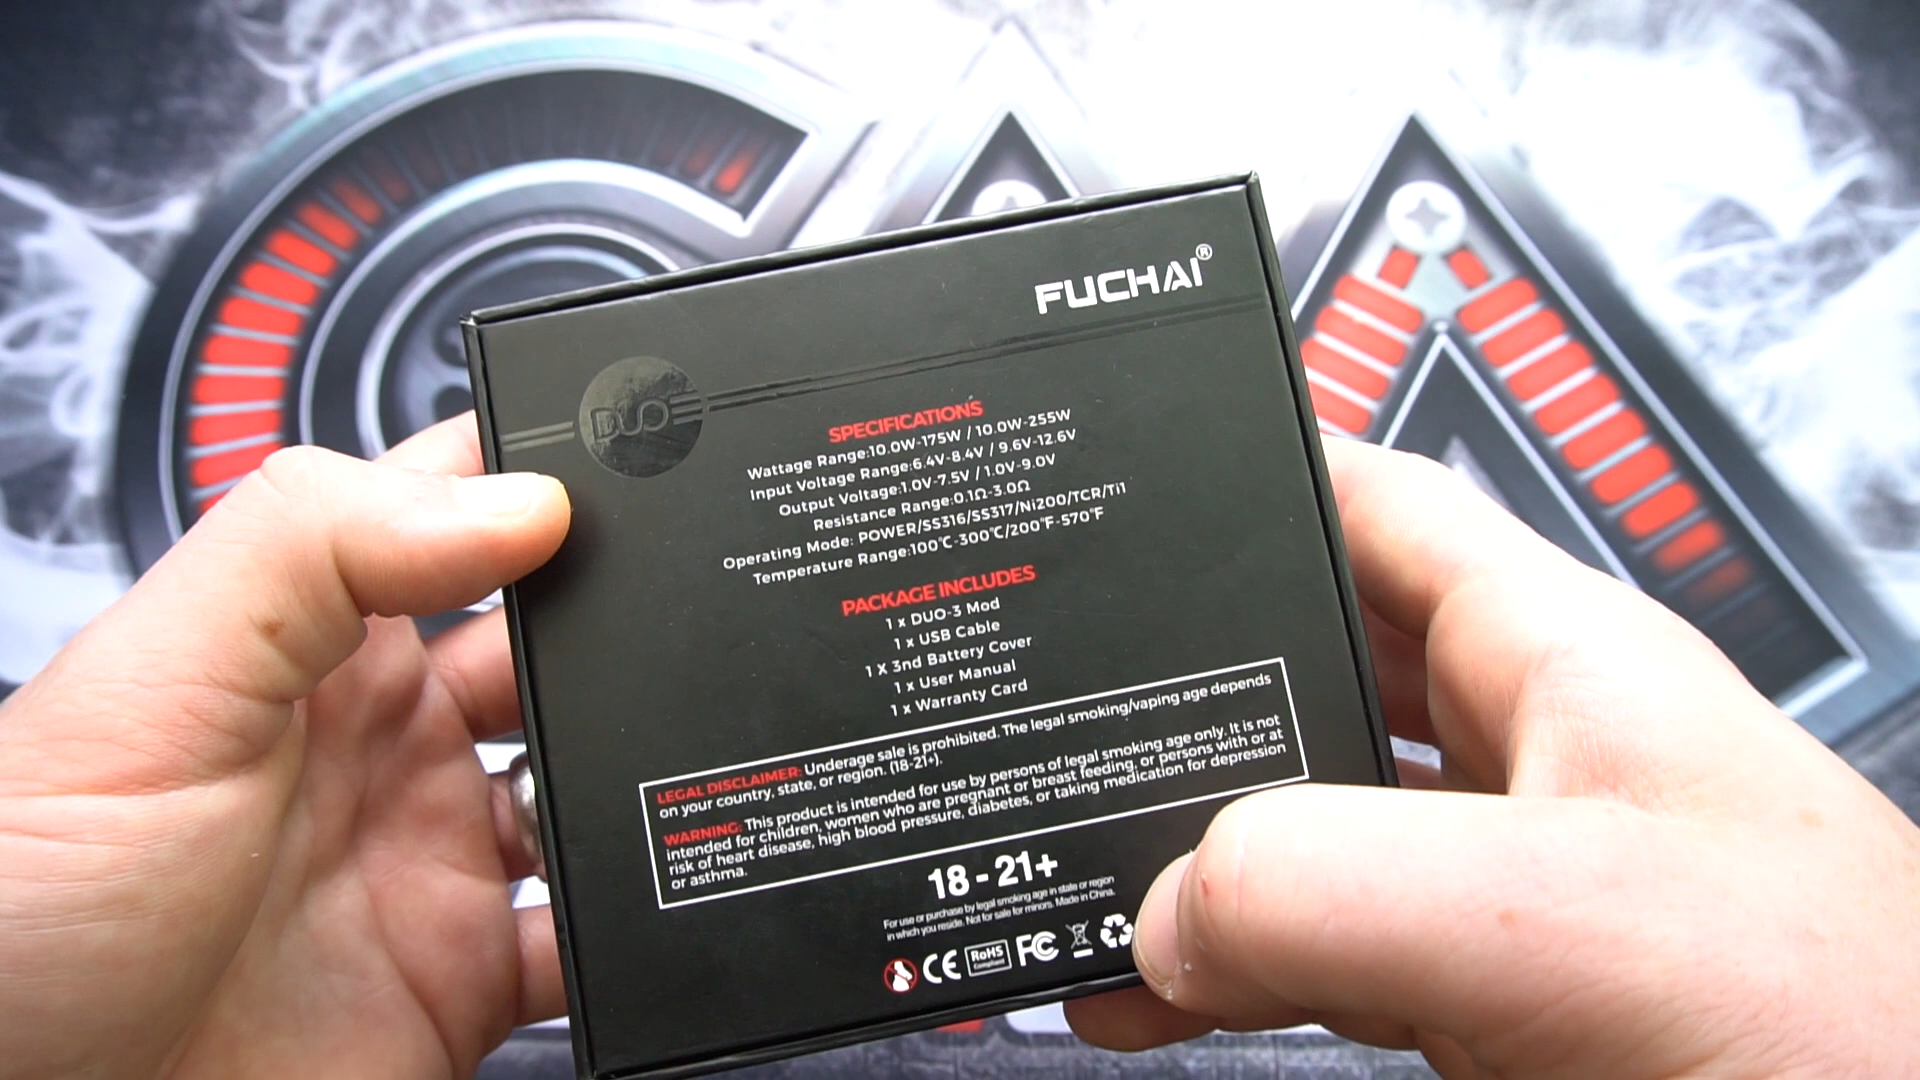 FUCHAI®
DUO
SPECIFICATIONS
Wattage Range:10.0W-175W / 10.0W-255W
Input Voltage Range:6.4V-8.4V / 9.6V-12.6V
Output Voltage:1.0V-7.5V / 1.0V-9.0V
Resistance Range:0.1Ω-3.0Ω
Operating Mode: POWER/SS316/SS317/Ni200/TCR/Ti1
Temperature Range:100℃-300℃/200℉-570℉
PACKAGE INCLUDES
1 x DUO-3 Mod
1 x USB Cable
1 X 3nd Battery Cover
1 x User Manual
1 x Warranty Card
LEGAL DISCLAIMER: Underage sale is prohibited. The legal smoking/vaping age depends
on your country, state, or region. (18-21+).
WARNING: This product is intended for use by persons of legal smoking age only. It is not
intended for children, women who are pregnant or breast feeding, or persons with or at
risk of heart disease, high blood pressure, diabetes, or taking medication for depression
or asthma.
18 - 21+
For use or purchase by legal smoking age in state or region
in which you reside. Not for sale for minors. Made in China.
CE RoHS FC
Compliant